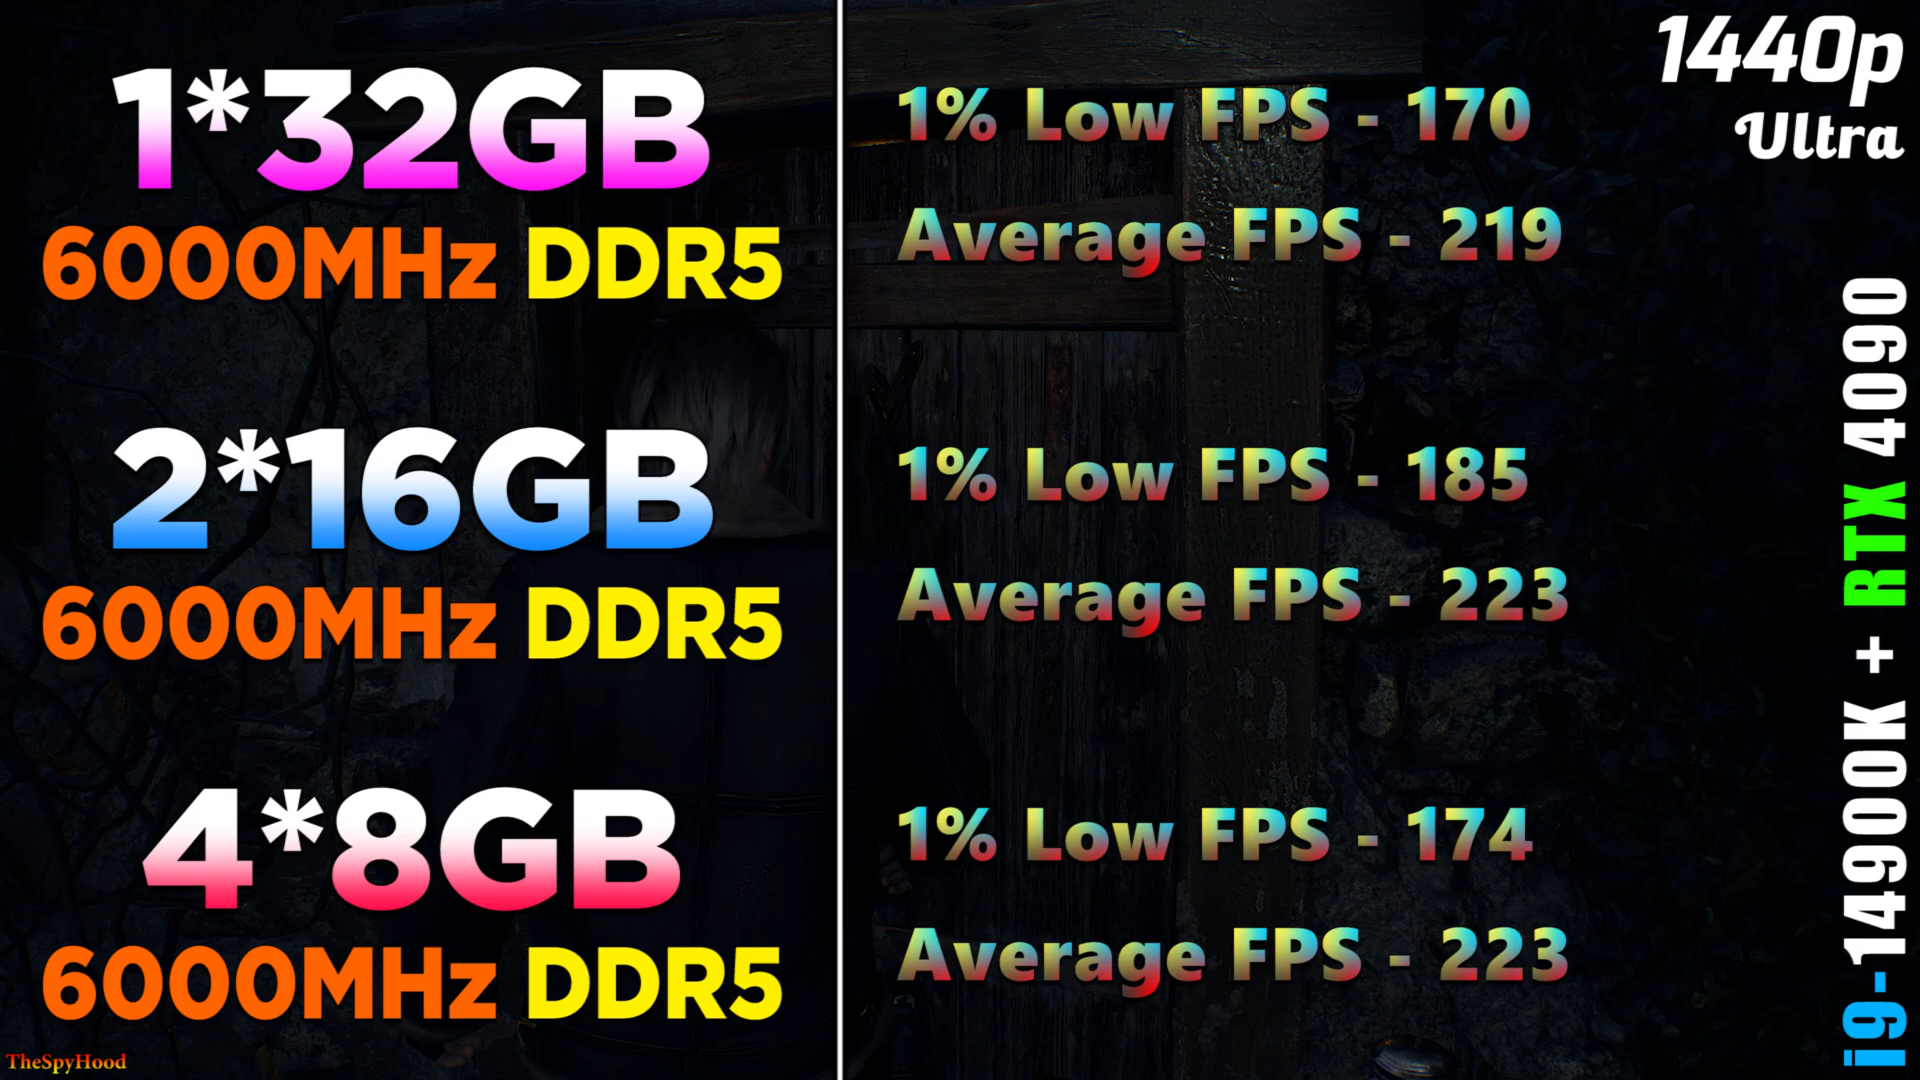 1*32GB
6000MHz DDR5
1% Low FPS - 170
Average FPS - 219
2*16GB
6000MHz DDR5
1% Low FPS - 185
Average FPS - 223
4*8GB
6000MHz DDR5
1% Low FPS - 174
Average FPS - 223
1440p
Ultra
i9-14900K + RTX 4090
TheSpyHood